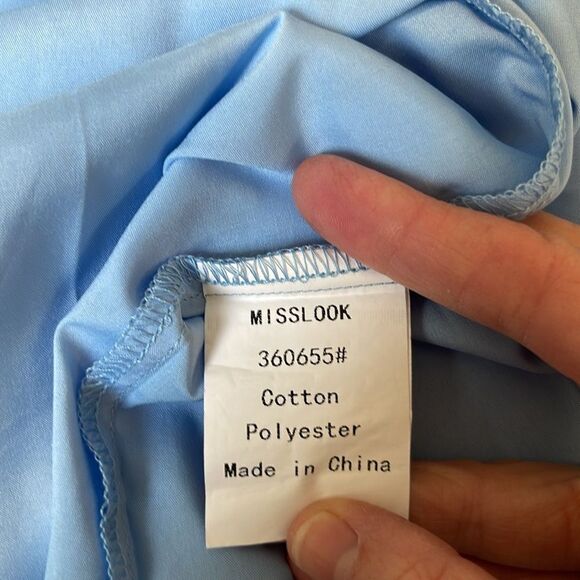 MISSLOOK
360655#
Cotton
Polyester
Made in China